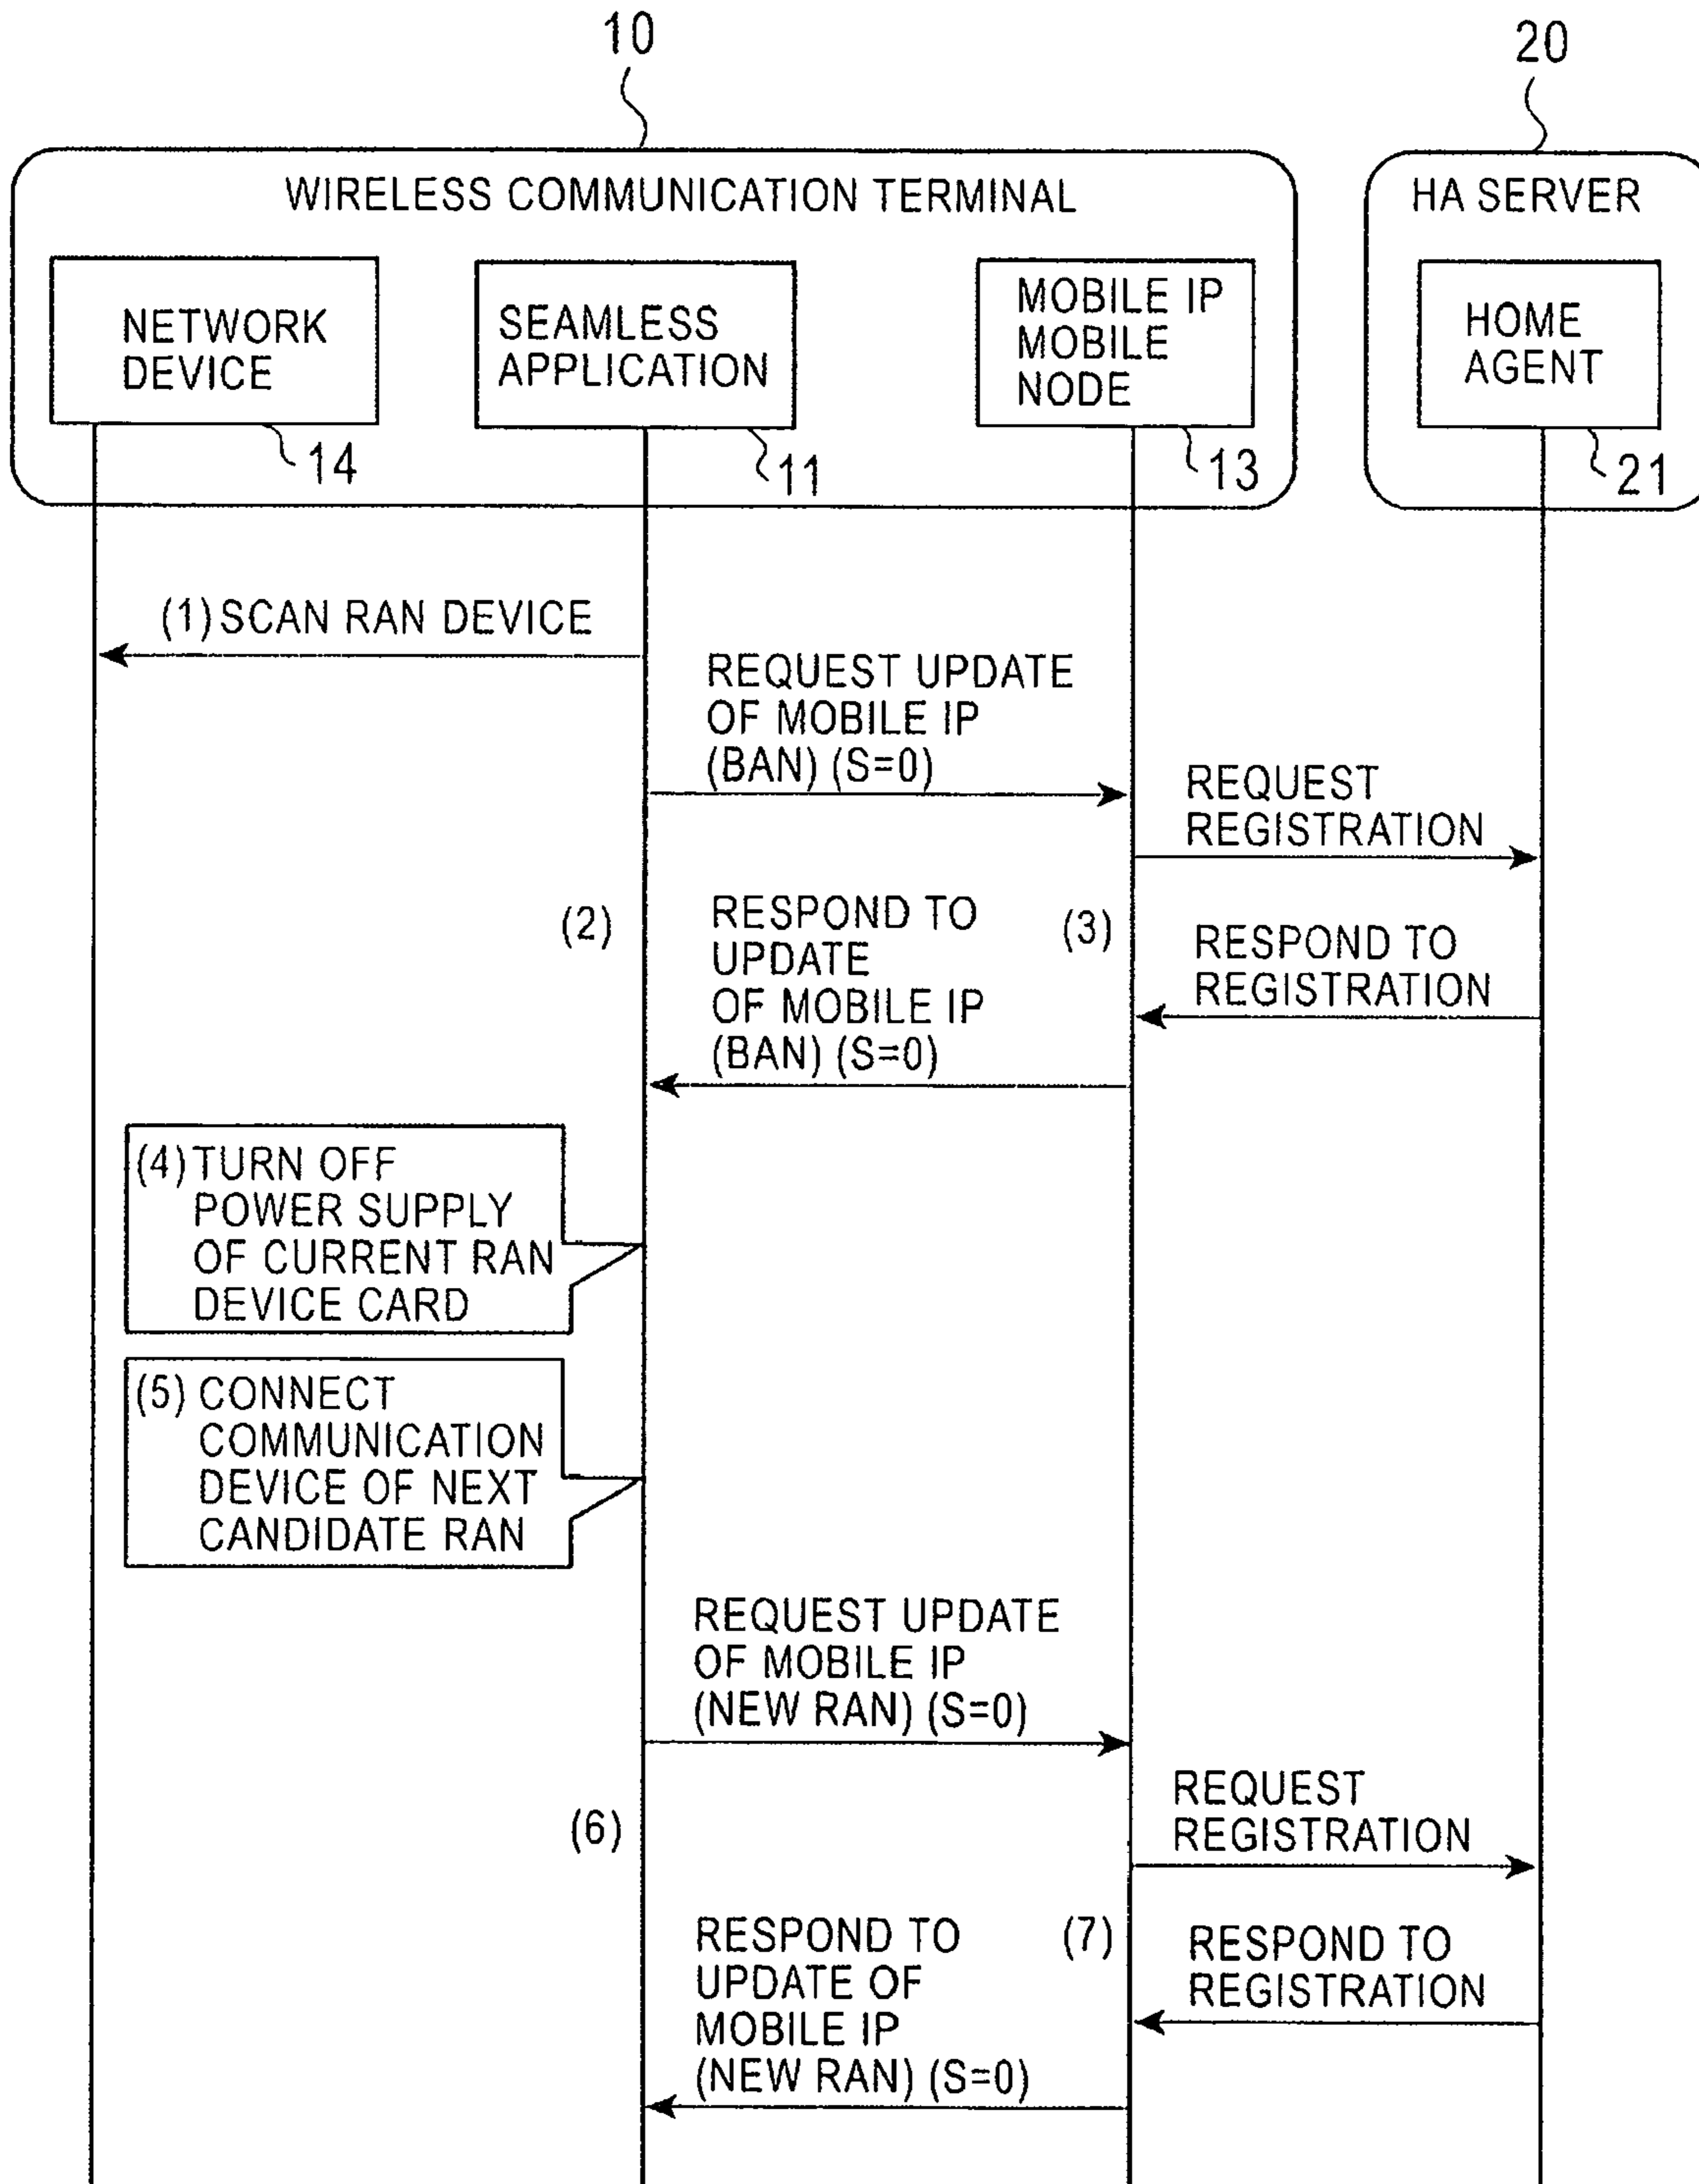 10
20
WIRELESS COMMUNICATION TERMINAL
HA SERVER
NETWORK
DEVICE
SEAMLESS
APPLICATION
MOBILE IP
MOBILE
NODE
HOME
AGENT
14
11
13
21
(1) SCAN RAN DEVICE
REQUEST UPDATE
OF MOBILE IP
(BAN) (S=0)
REQUEST
REGISTRATION
(2)
RESPOND TO
UPDATE
OF MOBILE IP
(BAN) (S=0)
(3)
RESPOND TO
REGISTRATION
(4) TURN OFF
POWER SUPPLY
OF CURRENT RAN
DEVICE CARD
(5) CONNECT
COMMUNICATION
DEVICE OF NEXT
CANDIDATE RAN
REQUEST UPDATE
OF MOBILE IP
(NEW RAN) (S=0)
REQUEST
REGISTRATION
(6)
RESPOND TO
UPDATE OF
MOBILE IP
(NEW RAN) (S=0)
(7)
RESPOND TO
REGISTRATION